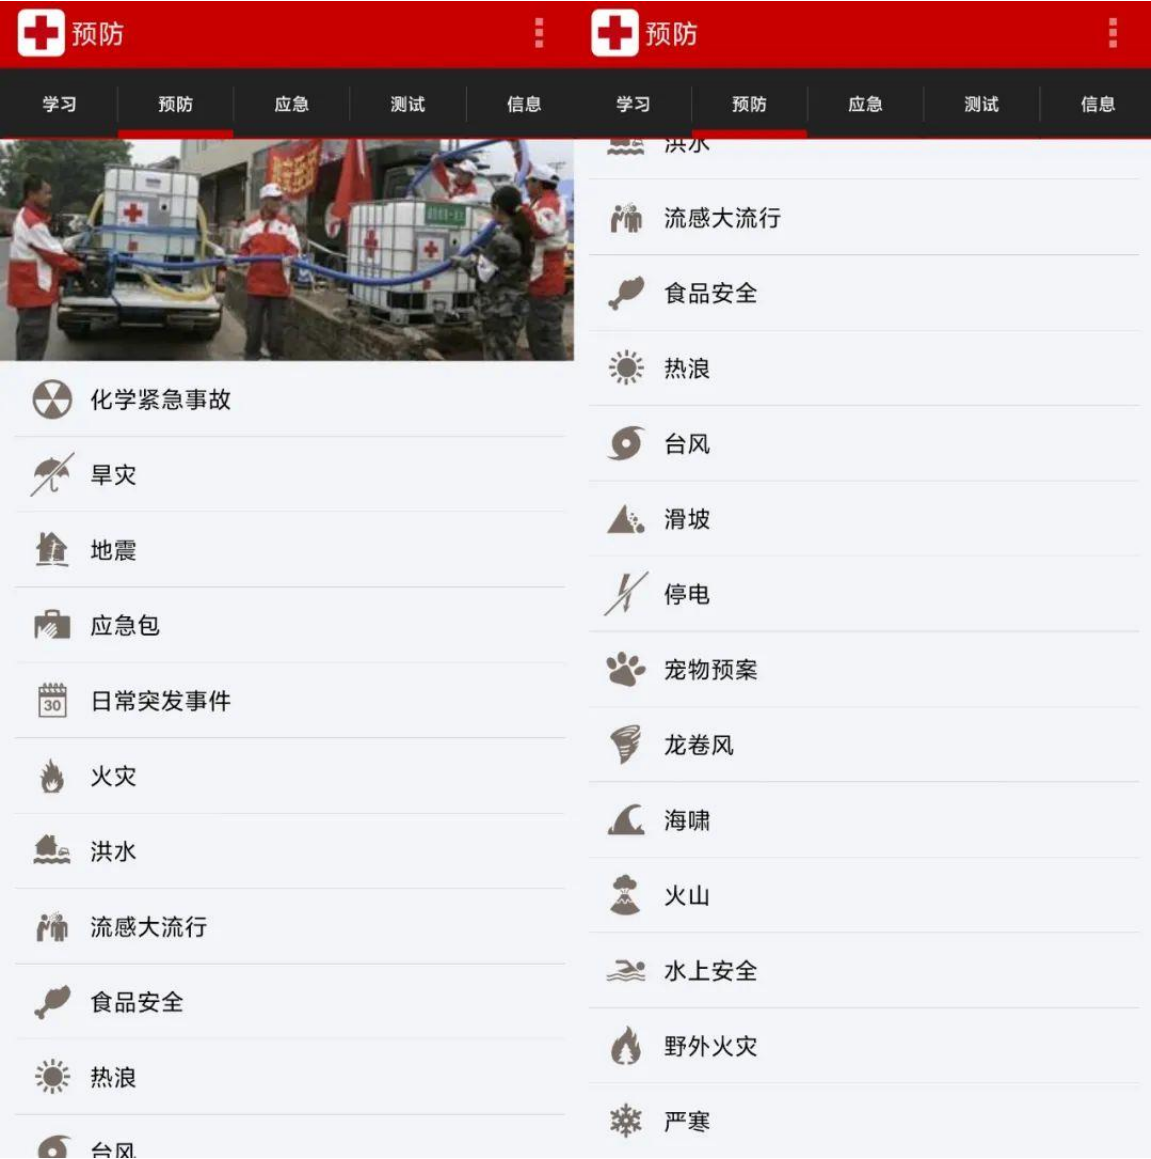 预防
学习
预防
应急
测试
信息
化学紧急事故
旱灾
地震
应急包
30
日常突发事件
火灾
洪水
流感大流行
食品安全
热浪
台风
预防
学习
预防
应急
测试
信息
洪水
流感大流行
食品安全
热浪
台风
滑坡
停电
宠物预案
龙卷风
海啸
火山
水上安全
野外火灾
严寒